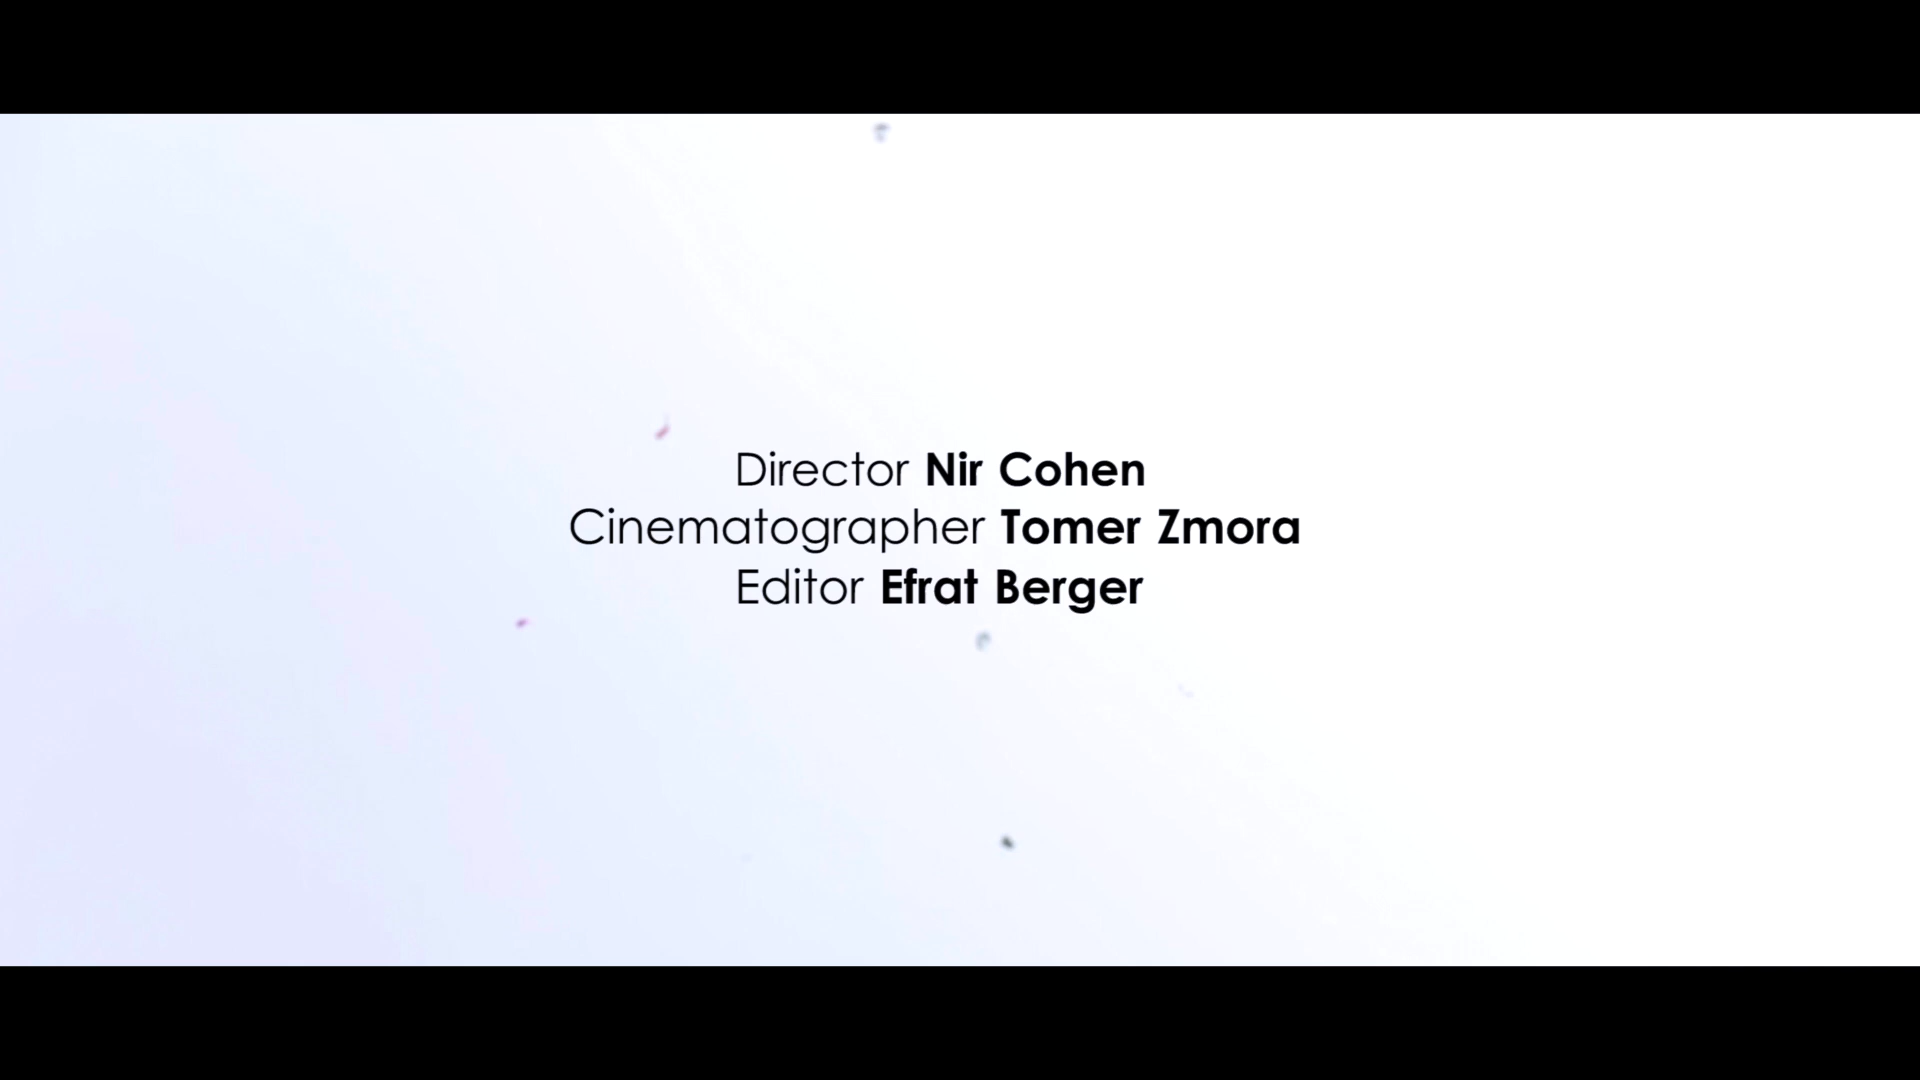 Director Nir Cohen
Cinematographer Tomer Zmora
Editor Efrat Berger